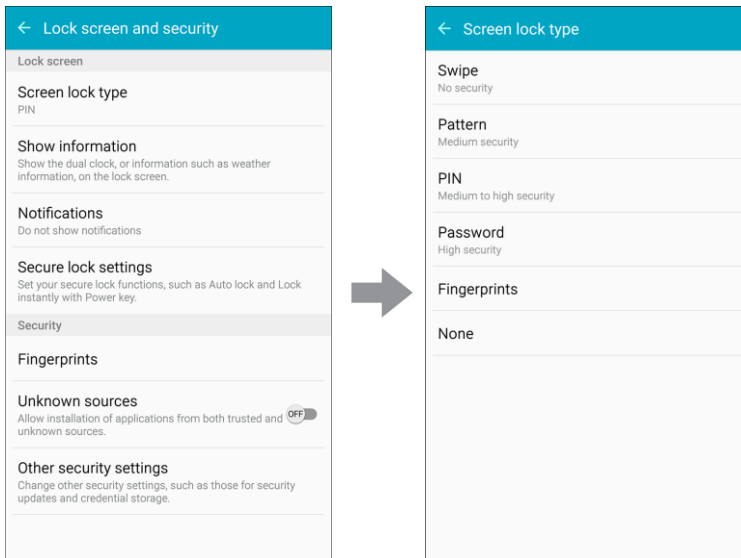 Lock screen and security
Lock screen
Screen lock type
PIN
Show information
Show the dual clock, or information such as weather
information, on the lock screen.
Notifications
Do not show notifications
Secure lock settings
Set your secure lock functions, such as Auto lock and Lock
instantly with Power key.
Security
Fingerprints
Unknown sources
Allow installation of applications from both trusted and
unknown sources.
OFF
Other security settings
Change other security settings, such as those for security
updates and credential storage.
Screen lock type
Swipe
No security
Pattern
Medium security
PIN
Medium to high security
Password
High security
Fingerprints
None